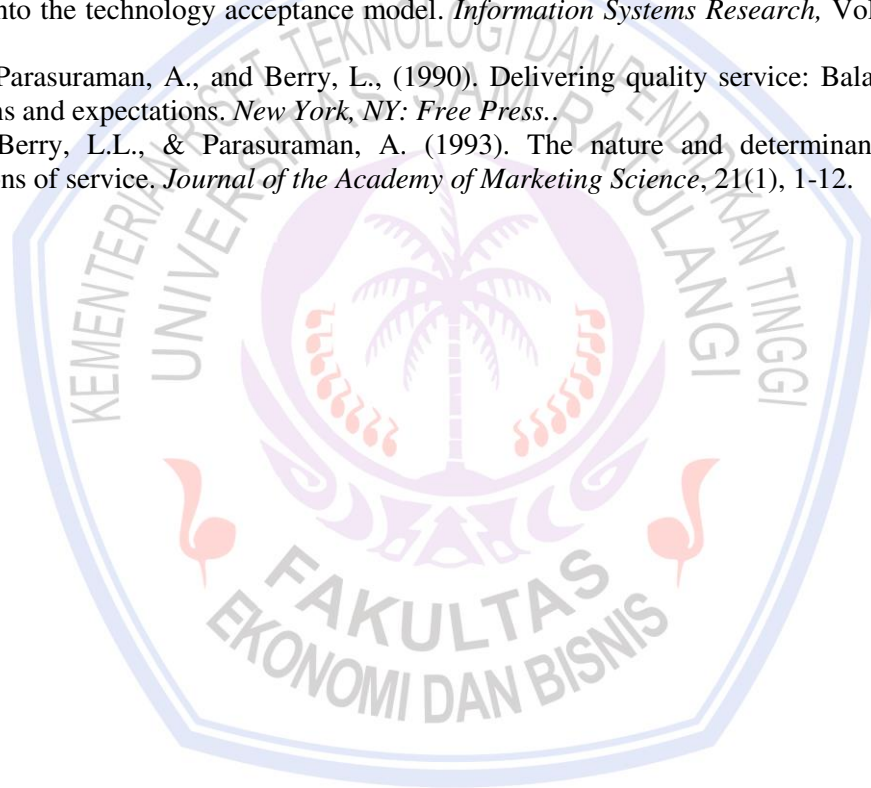 nto the technology acceptance model. Information Systems Research, Vol
Parasuraman, A., and Berry, L., (1990). Delivering quality service: Bala
ns and expectations. New York, NY: Free Press..
Berry, L.L., & Parasuraman, A. (1993). The nature and determinan
ons of service. Journal of the Academy of Marketing Science, 21(1), 1-12.
KEMENTERIAN RISET TEKNOLOGI DAN PENDIDIKAN TINGGI
UNIVERSITAS SAM RATULANGI
FAKULTAS
EKONOMI DAN BISNIS